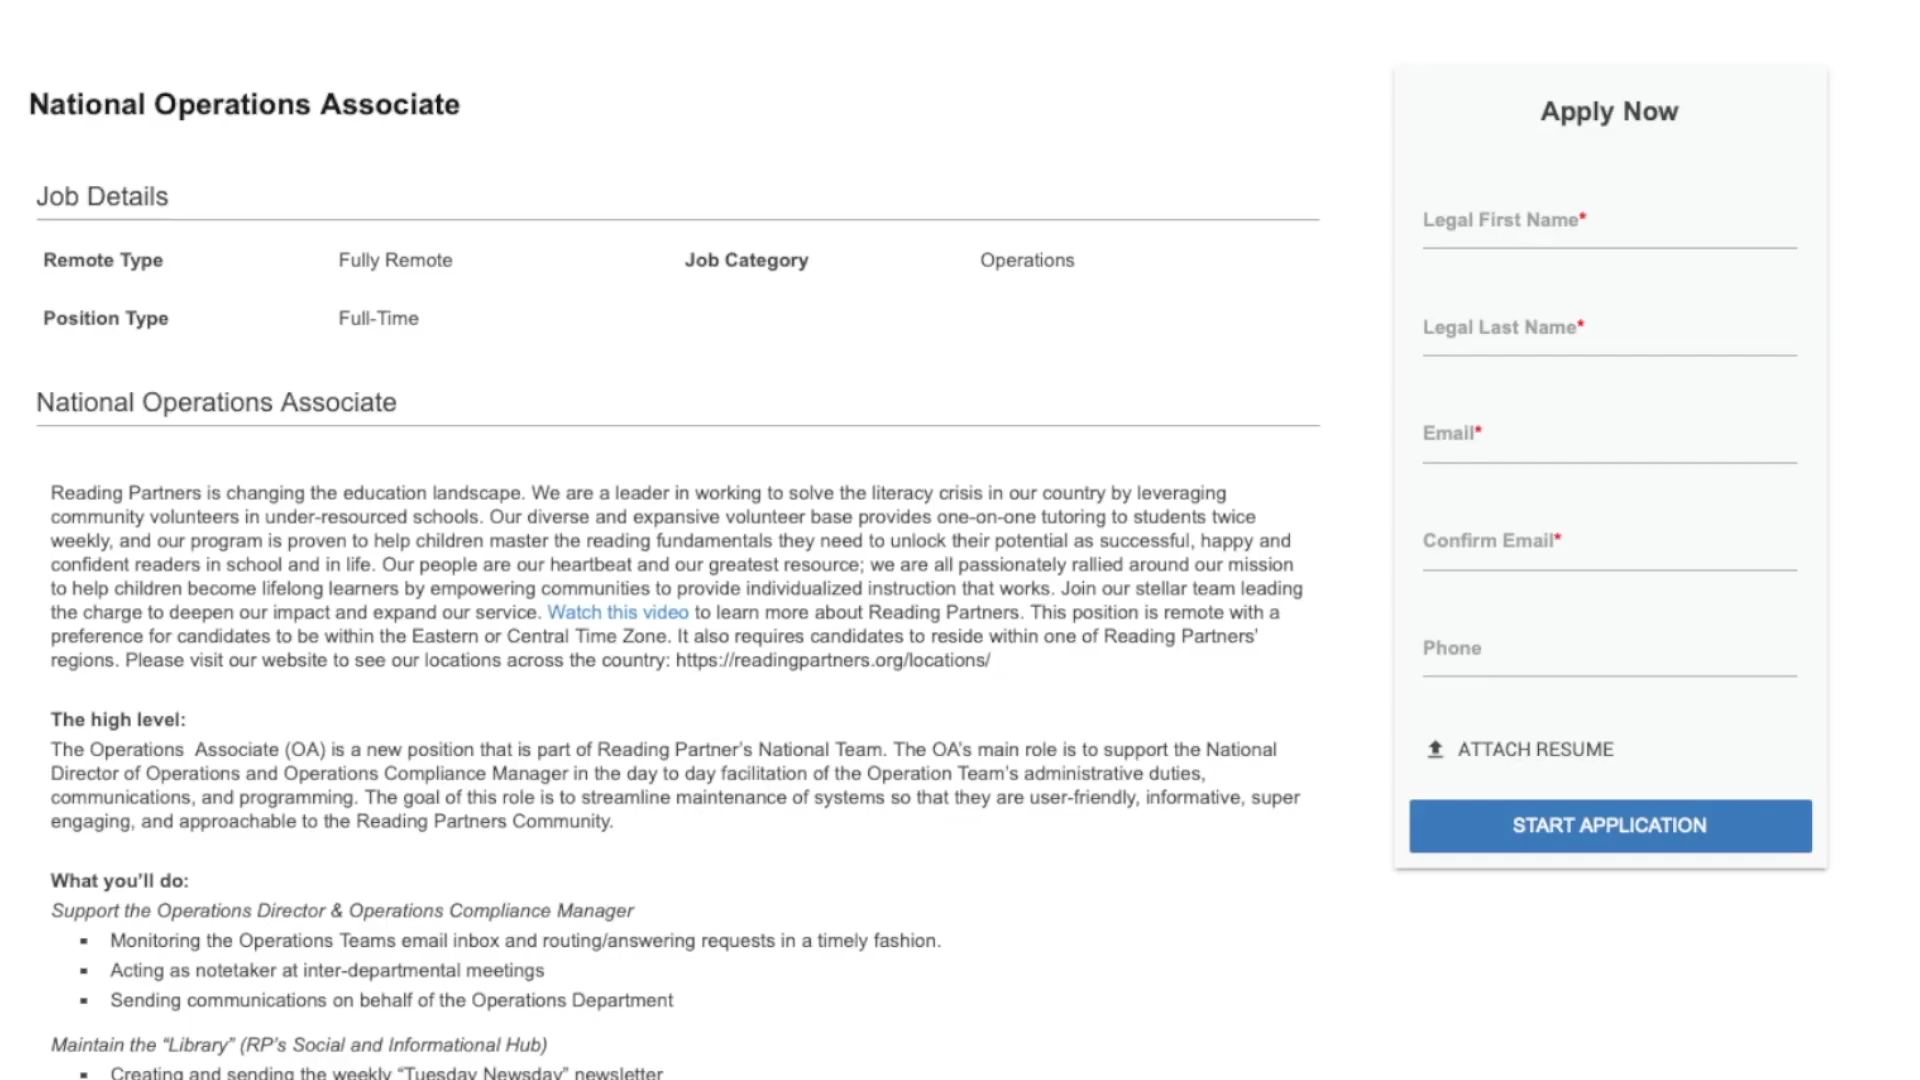 National Operations Associate
Job Details
Remote Type Fully Remote Job Category Operations
Position Type Full-Time
National Operations Associate
Reading Partners is changing the education landscape. We are a leader in working to solve the literacy crisis in our country by leveraging
community volunteers in under-resourced schools. Our diverse and expansive volunteer base provides one-on-one tutoring to students twice
weekly, and our program is proven to help children master the reading fundamentals they need to unlock their potential as successful, happy and
confident readers in school and in life. Our people are our heartbeat and our greatest resource; we are all passionately rallied around our mission
to help children become lifelong learners by empowering communities to provide individualized instruction that works. Join our stellar team leading
the charge to deepen our impact and expand our service. Watch this video to learn more about Reading Partners. This position is remote with a
preference for candidates to be within the Eastern or Central Time Zone. It also requires candidates to reside within one of Reading Partners'
regions. Please visit our website to see our locations across the country: https://readingpartners.org/locations/
The high level:
The Operations Associate (OA) is a new position that is part of Reading Partner's National Team. The OA's main role is to support the National
Director of Operations and Operations Compliance Manager in the day to day facilitation of the Operation Team's administrative duties,
communications, and programming. The goal of this role is to streamline maintenance of systems so that they are user-friendly, informative, super
engaging, and approachable to the Reading Partners Community.
What you'll do:
Support the Operations Director & Operations Compliance Manager
▪ Monitoring the Operations Teams email inbox and routing/answering requests in a timely fashion.
▪ Acting as notetaker at inter-departmental meetings
▪ Sending communications on behalf of the Operations Department
Maintain the “Library” (RP's Social and Informational Hub)
▪ Creating and sending the weekly “Tuesday Newsday” newsletter
Apply Now
Legal First Name*
Legal Last Name*
Email*
Confirm Email*
Phone
ATTACH RESUME
START APPLICATION